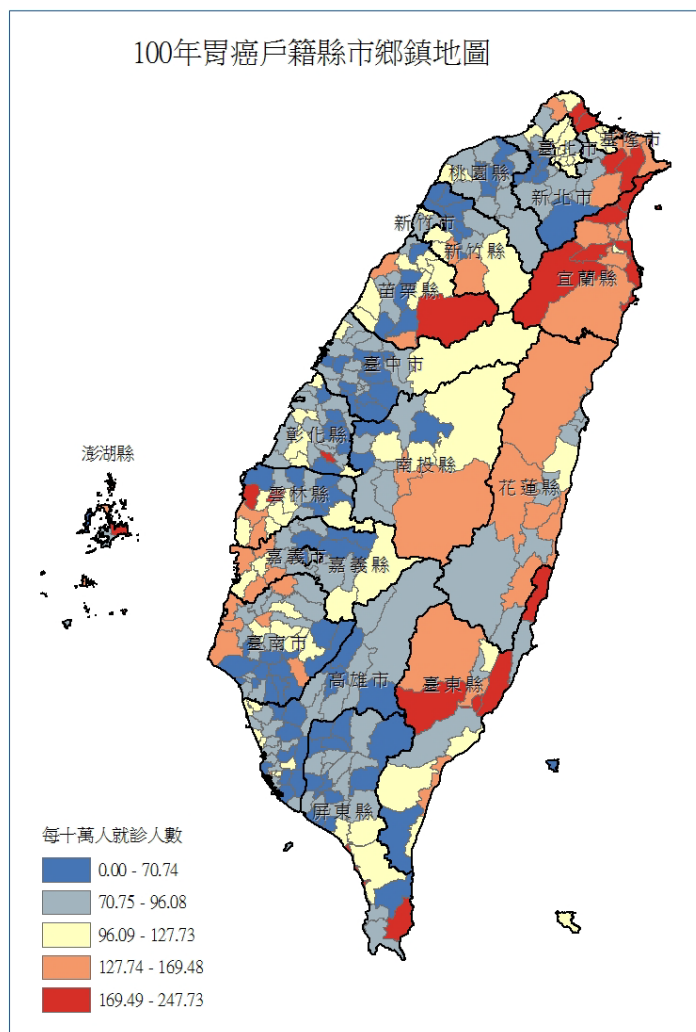 100年胃癌戶籍縣市鄉鎮地圖
基隆市
臺北市
桃園縣
新北市
新竹市
新竹縣
宜蘭縣
苗栗縣
臺中市
彰化縣
澎湖縣
南投縣
花蓮縣
雲林縣
嘉義市
嘉義縣
臺南市
高雄市
臺東縣
屏東縣
每十萬人就診人數
0.00 - 70.74
70.75 - 96.08
96.09 - 127.73
127.74 - 169.48
169.49 - 247.73